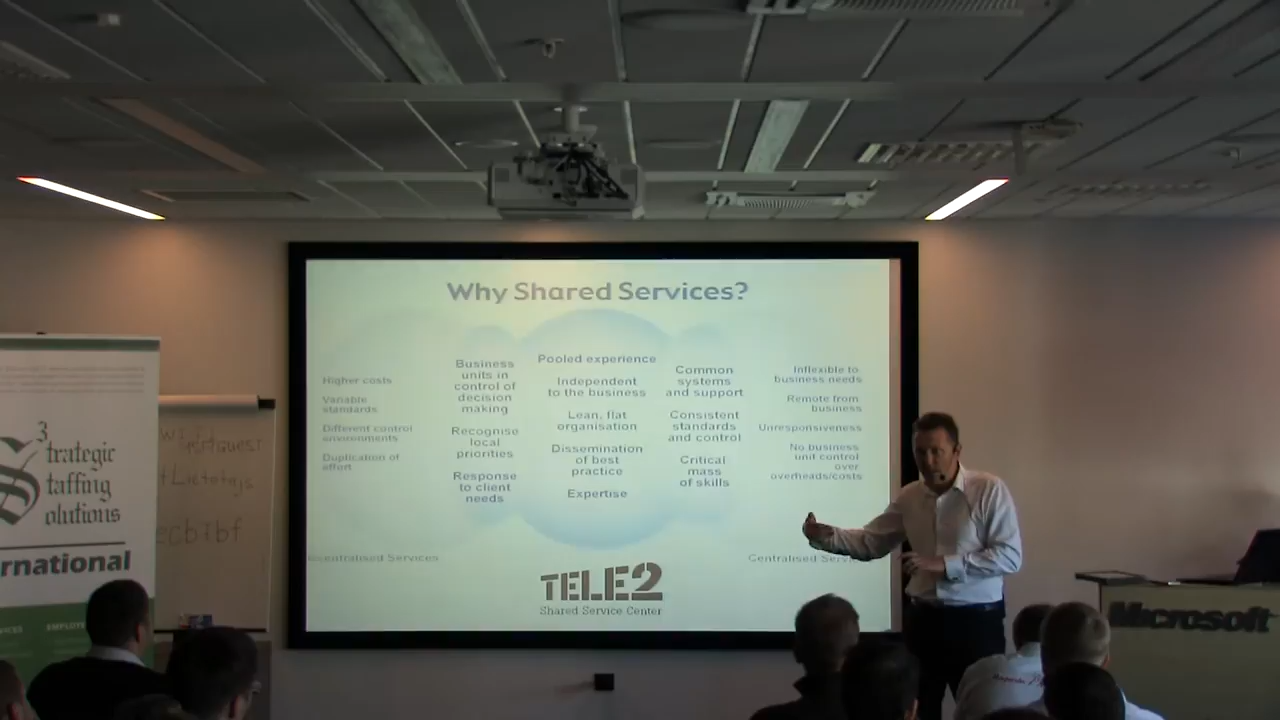 Why Shared Services?
Higher costs
Variable
standards
Different control
environments
Duplication of
effort
Business
units in
control of
decision
making
Recognise
local
priorities
Response
to client
needs
Pooled experience
Independent
to the business
Lean, flat
organisation
Dissemination
of best
practice
Expertise
Common
systems
and support
Consistent
standards
and control
Critical
mass
of skills
Inflexible to
business needs
Remote from
business
Unresponsiveness
No business
unit control
over
overheads/costs
Centralised
TELE2
Shared Service Center
S3
trategic
taffing
olutions
rnational
Microsoft